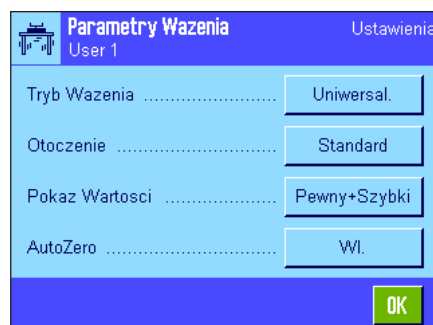 Parametry Wazenia Ustawienia
User 1
Tryb Wazenia ........................ Uniwersal.
Otoczenie ............................. Standard
Pokaz Wartosci ..................... Pewny+Szybki
AutoZero ............................... Wl.
OK